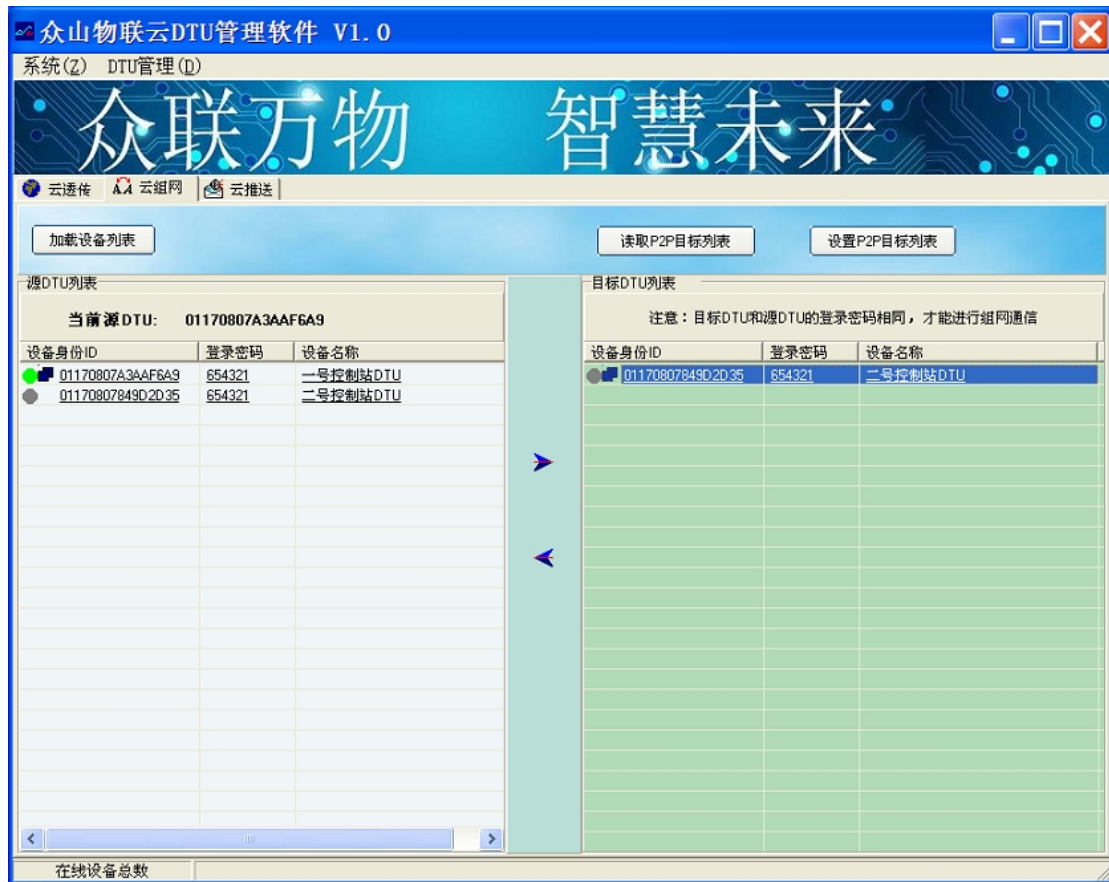 众山物联云DTU管理软件 V1.0
系统(Z) DTU管理(D)
众联万物 智慧未来
云透传 云组网 云推送
加载设备列表 读取P2P目标列表 设置P2P目标列表
源DTU列表 目标DTU列表
当前源DTU: 01170807A3AAF6A9 注意：目标DTU和源DTU的登录密码相同，才能进行组网通信
设备身份ID 登录密码 设备名称 设备身份ID 登录密码 设备名称
01170807A3AAF6A9 654321 一号控制站DTU 01170807849D2D35 654321 二号控制站DTU
01170807849D2D35 654321 二号控制站DTU
在线设备总数